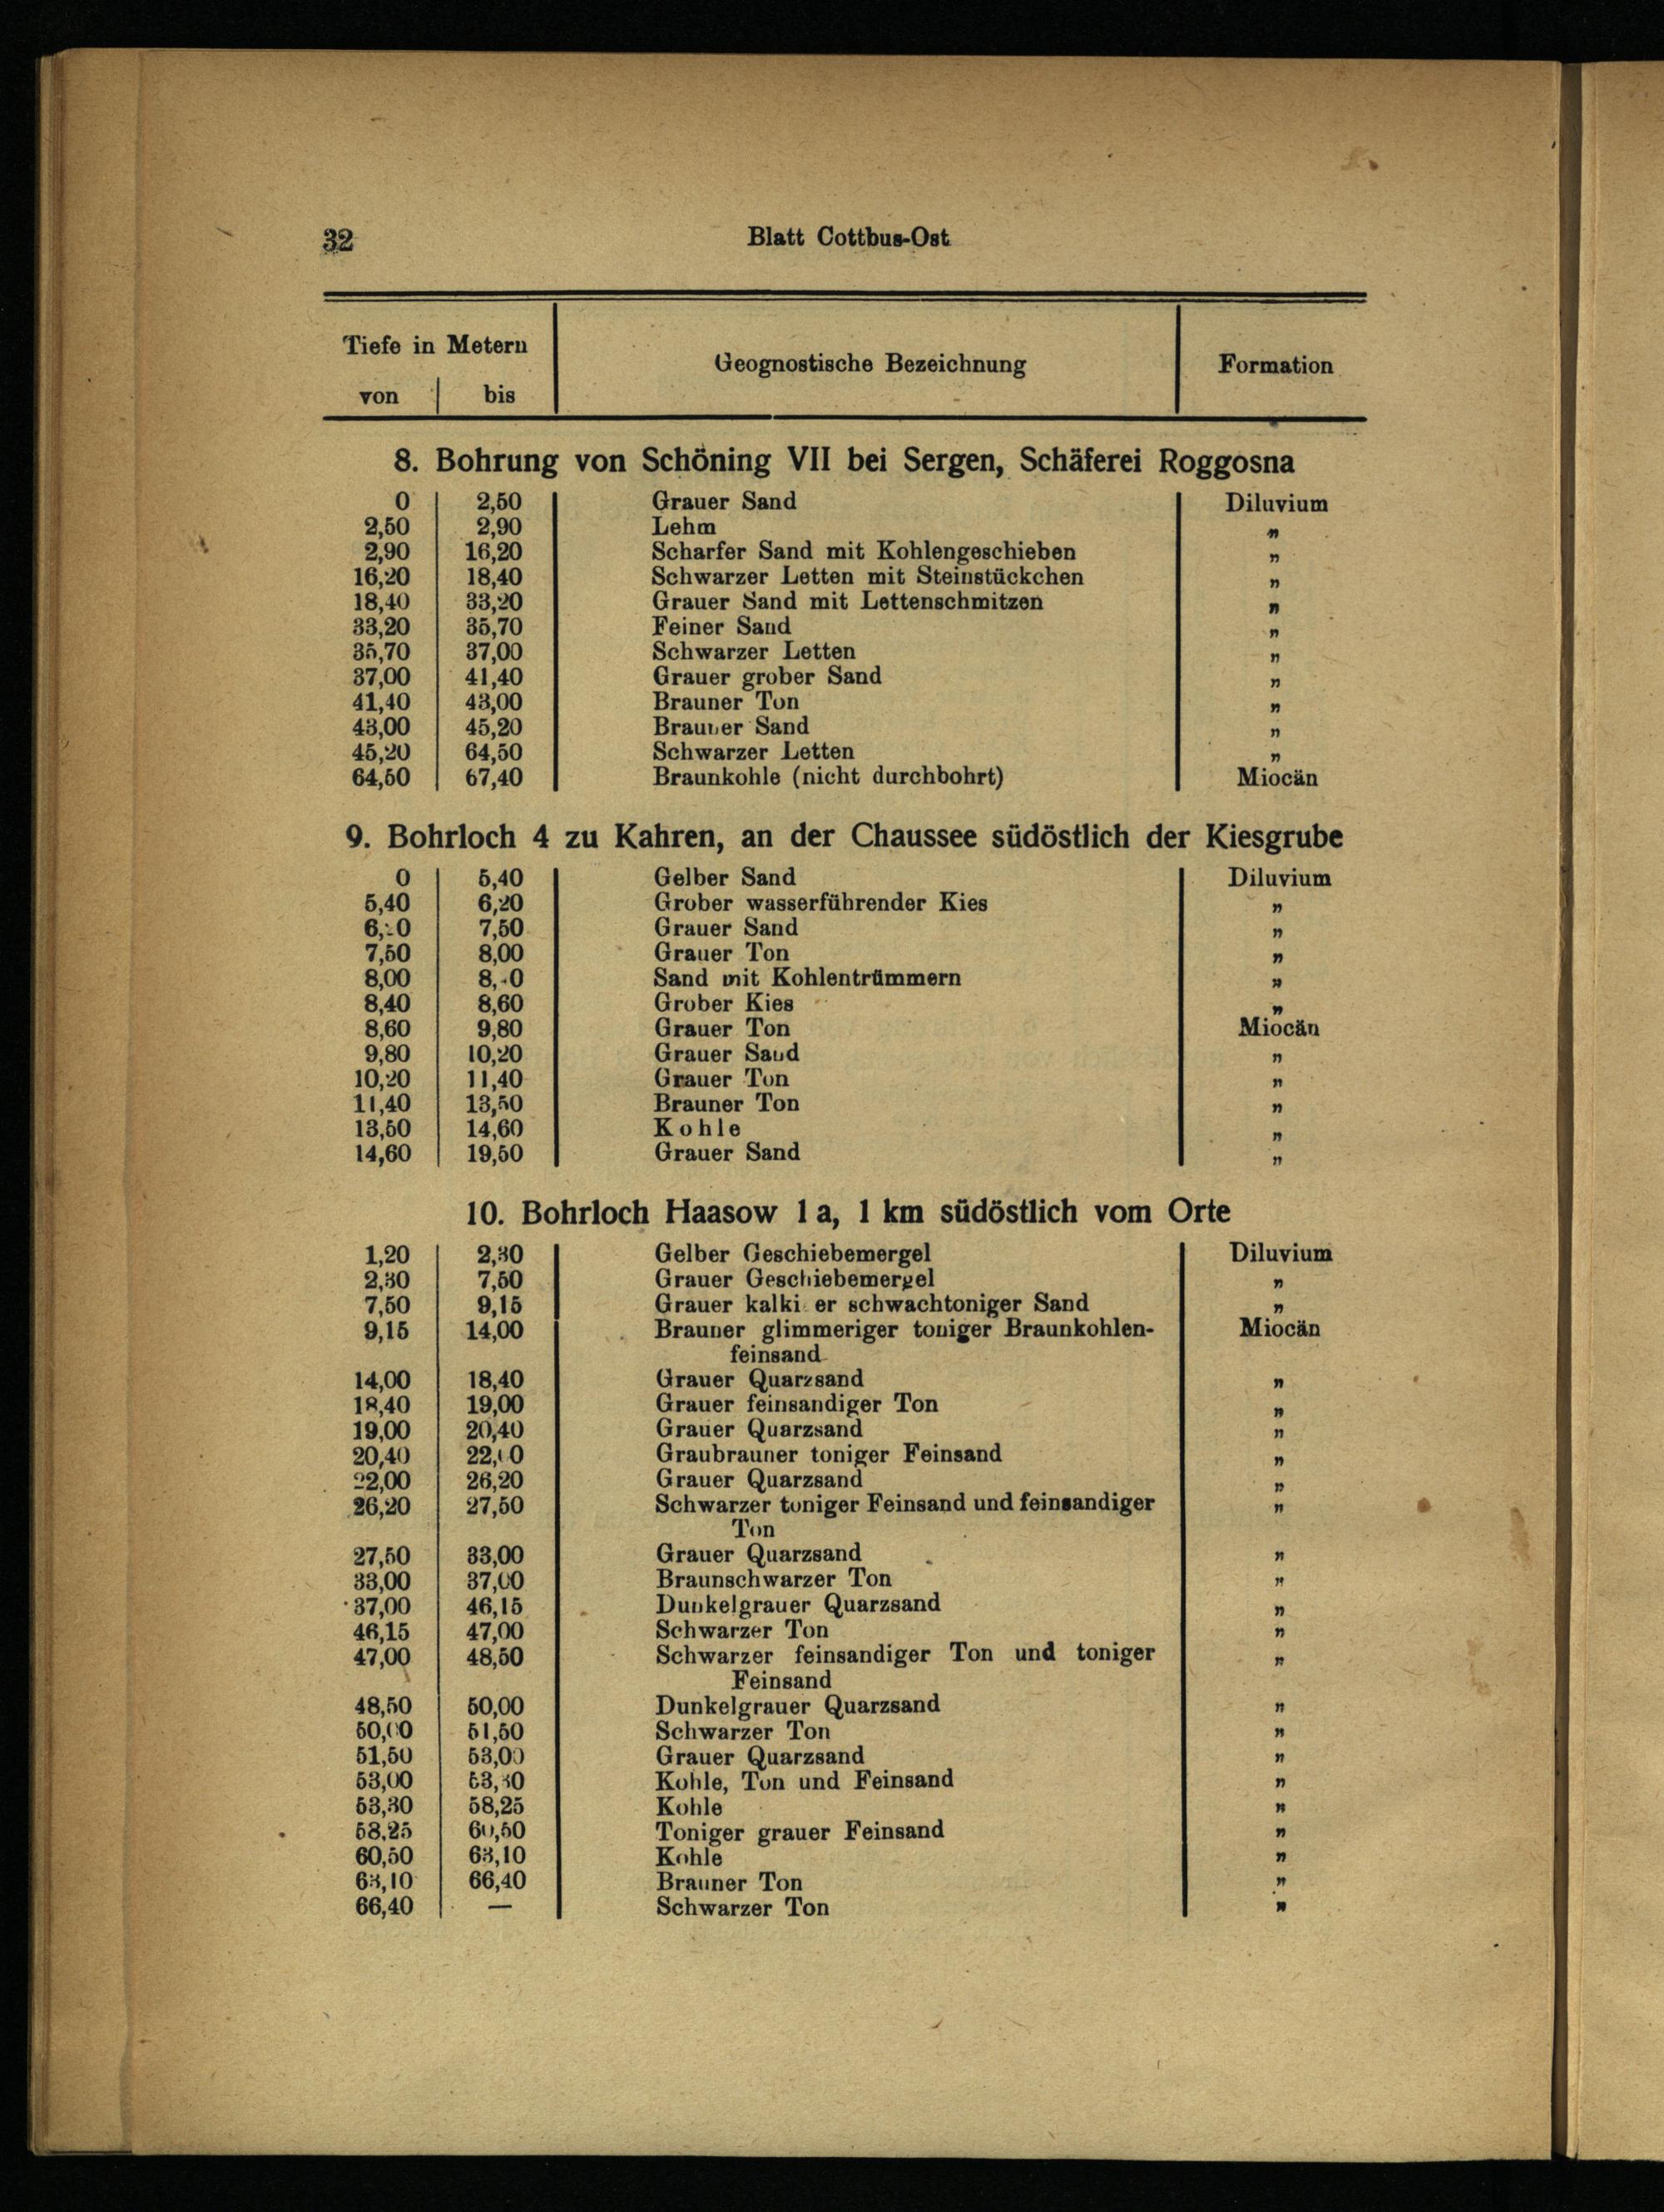 32
Blatt Cottbus-Ost
Tiefe in Metern
von bis
Geognostische Bezeichnung
Formation
8. Bohrung von Schöning VII bei Sergen, Schäferei Roggosna
0 2,50 Grauer Sand Diluvium
2,50 2,90 Lehm "
2,90 16,20 Scharfer Sand mit Kohlengeschieben "
16,20 18,40 Schwarzer Letten mit Steinstückchen "
18,40 33,20 Grauer Sand mit Lettenschmitzen "
33,20 35,70 Feiner Sand "
35,70 37,00 Schwarzer Letten "
37,00 41,40 Grauer grober Sand "
41,40 43,00 Brauner Ton "
43,00 45,20 Brauner Sand "
45,20 64,50 Schwarzer Letten "
64,50 67,40 Braunkohle (nicht durchbohrt) Miocän
9. Bohrloch 4 zu Kahren, an der Chaussee südöstlich der Kiesgrube
0 5,40 Gelber Sand Diluvium
5,40 6,20 Grober wasserführender Kies "
6,20 7,50 Grauer Sand "
7,50 8,00 Grauer Ton "
8,00 8,40 Sand mit Kohlentrümmern "
8,40 8,60 Grober Kies "
8,60 9,80 Grauer Ton Miocän
9,80 10,20 Grauer Sand "
10,20 11,40 Grauer Ton "
11,40 13,50 Brauner Ton "
13,50 14,60 Kohle "
14,60 19,50 Grauer Sand "
10. Bohrloch Haasow 1a, 1 km südöstlich vom Orte
1,20 2,30 Gelber Geschiebemergel Diluvium
2,30 7,50 Grauer Geschiebemergel "
7,50 9,15 Grauer kalkiger schwachtoniger Sand "
9,15 14,00 Brauner glimmeriger toniger Braunkohlen- Miocän
feinsand
14,00 18,40 Grauer Quarzsand "
18,40 19,00 Grauer feinsandiger Ton "
19,00 20,40 Grauer Quarzsand "
20,40 22,00 Graubrauner toniger Feinsand "
22,00 26,20 Grauer Quarzsand "
26,20 27,50 Schwarzer toniger Feinsand und feinsandiger "
Ton
27,50 33,00 Grauer Quarzsand "
33,00 37,00 Braunschwarzer Ton "
37,00 46,15 Dunkelgrauer Quarzsand "
46,15 47,00 Schwarzer Ton "
47,00 48,50 Schwarzer feinsandiger Ton und toniger "
Feinsand
48,50 50,00 Dunkelgrauer Quarzsand "
50,00 51,50 Schwarzer Ton "
51,50 53,00 Grauer Quarzsand "
53,00 53,30 Kohle, Ton und Feinsand "
53,30 58,25 Kohle "
58,25 60,50 Toniger grauer Feinsand "
60,50 63,10 Kohle "
63,10 66,40 Brauner Ton "
66,40 — Schwarzer Ton "